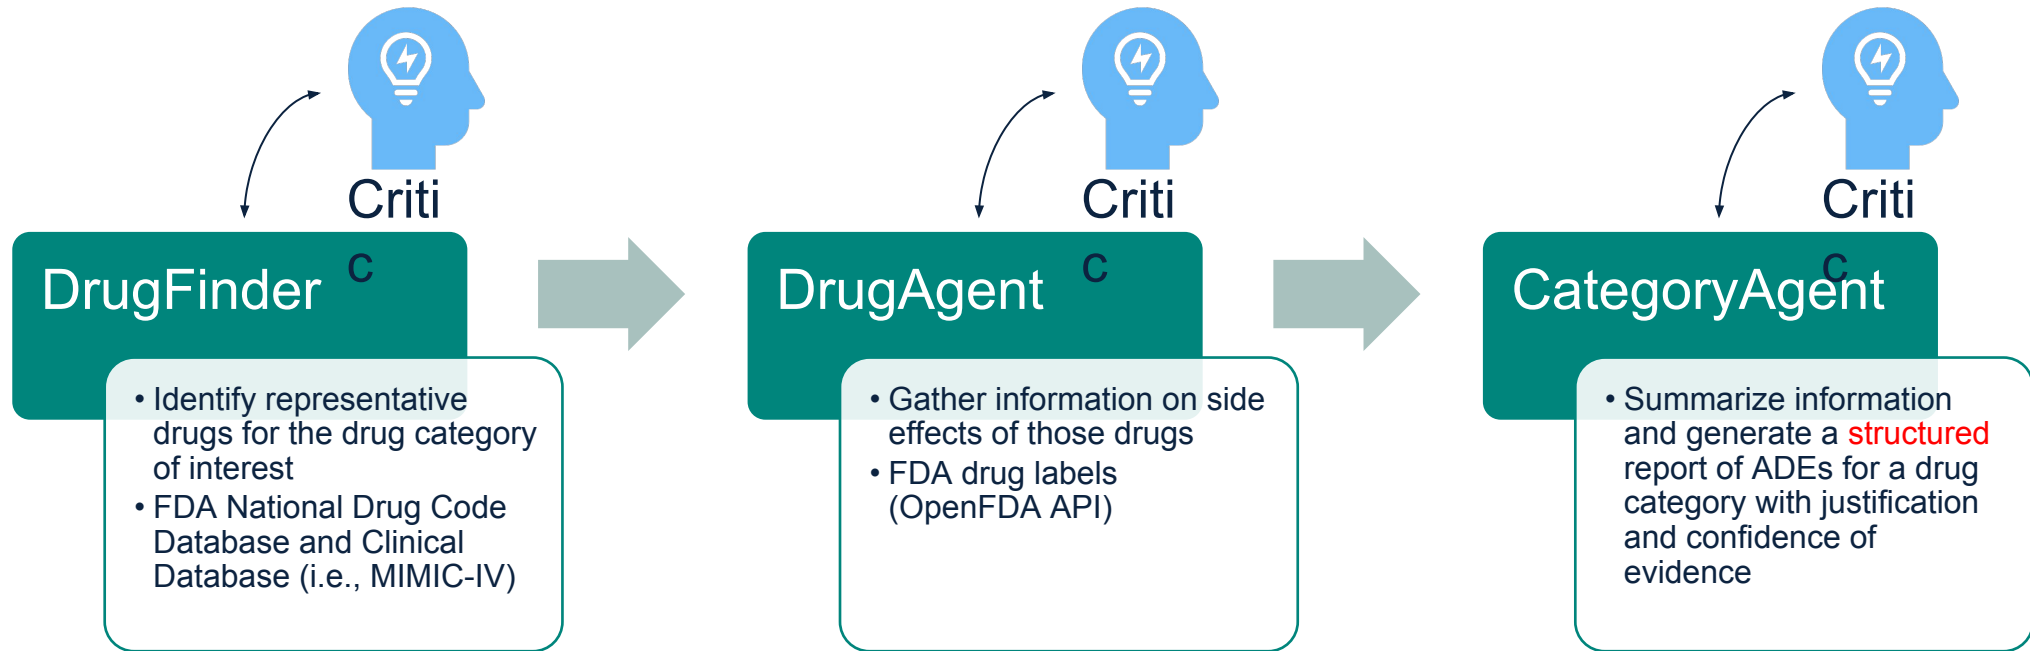 Criti
c
DrugFinder
• Identify representative
drugs for the drug category
of interest
• FDA National Drug Code
Database and Clinical
Database (i.e., MIMIC-IV)
Criti
c
DrugAgent
• Gather information on side
effects of those drugs
• FDA drug labels
(OpenFDA API)
Criti
c
CategoryAgent
• Summarize information
and generate a structured
report of ADEs for a drug
category with justification
and confidence of
evidence